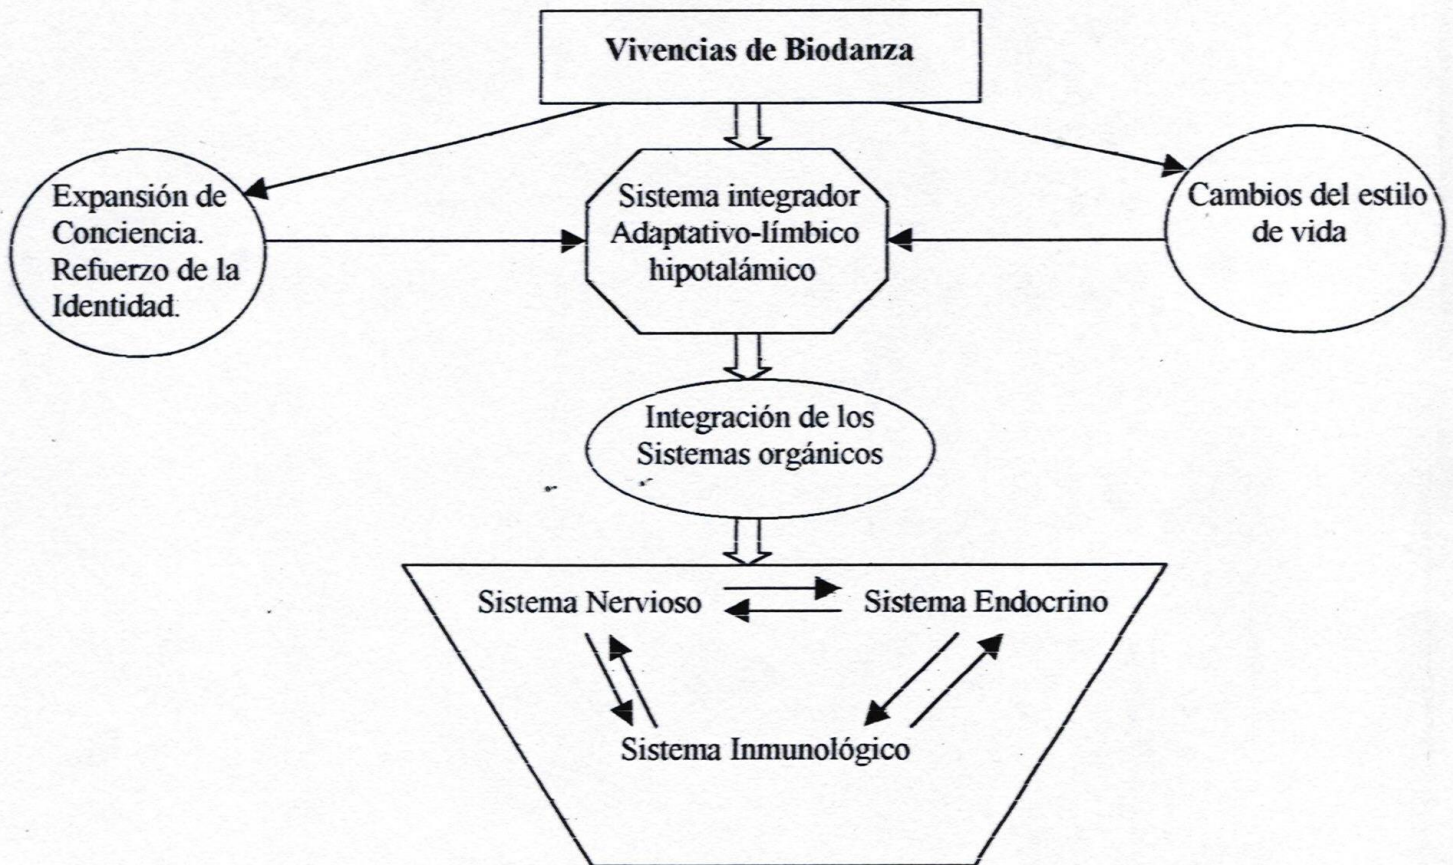 Vivencias de Biodanza
Expansión de
Conciencia.
Refuerzo de la
Identidad.
Sistema integrador
Adaptativo-límbico
hipotalámico
Cambios del estilo
de vida
Integración de los
Sistemas orgánicos
Sistema Nervioso
Sistema Endocrino
Sistema Inmunológico